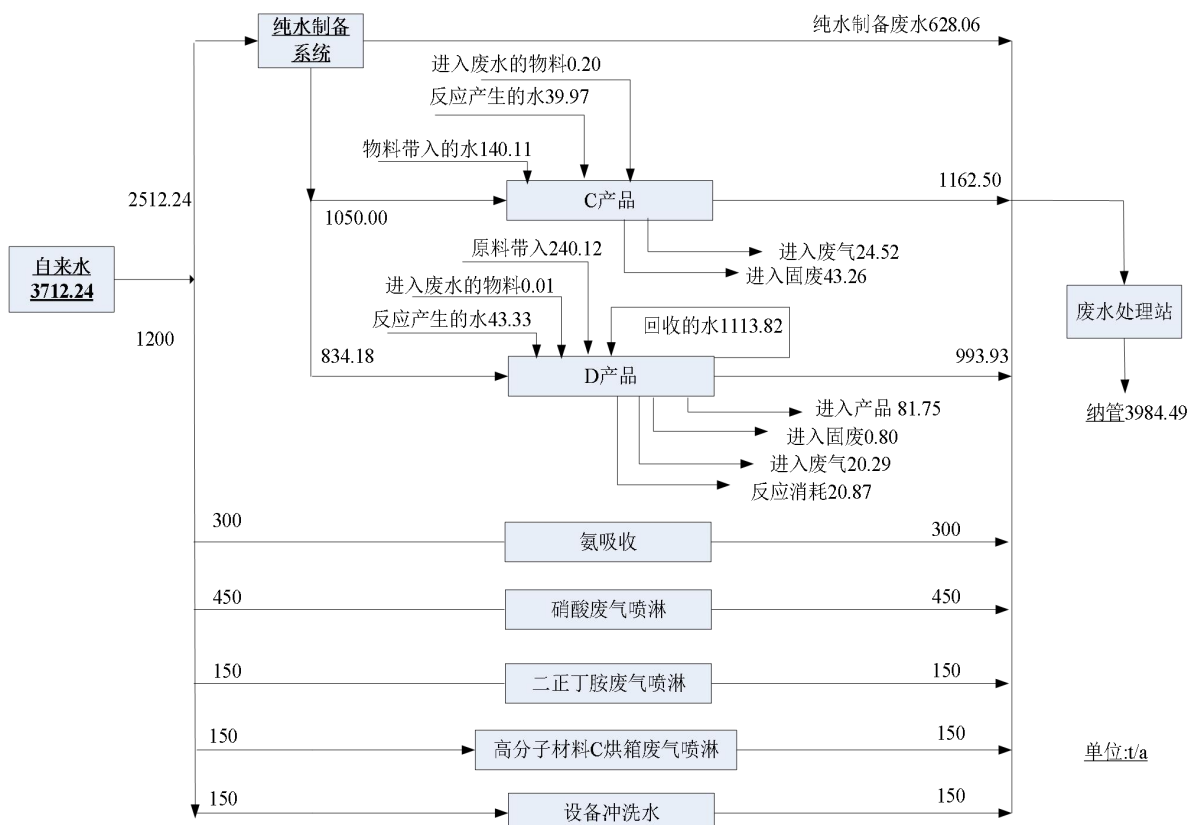 纯水制备
系统
纯水制备废水628.06
进入废水的物料0.20
反应产生的水39.97
物料带入的水140.11
2512.24
C产品
1162.50
1050.00
自来水
3712.24
原料带入240.12
进入废气24.52
进入固废43.26
进入废水的物料0.01
反应产生的水43.33
回收的水1113.82
废水处理站
1200
834.18
D产品
993.93
进入产品 81.75
纳管3984.49
进入固废0.80
进入废气20.29
反应消耗20.87
300
氨吸收
300
450
硝酸废气喷淋
450
150
二正丁胺废气喷淋
150
150
高分子材料C烘箱废气喷淋
150
单位:t/a
150
设备冲洗水
150